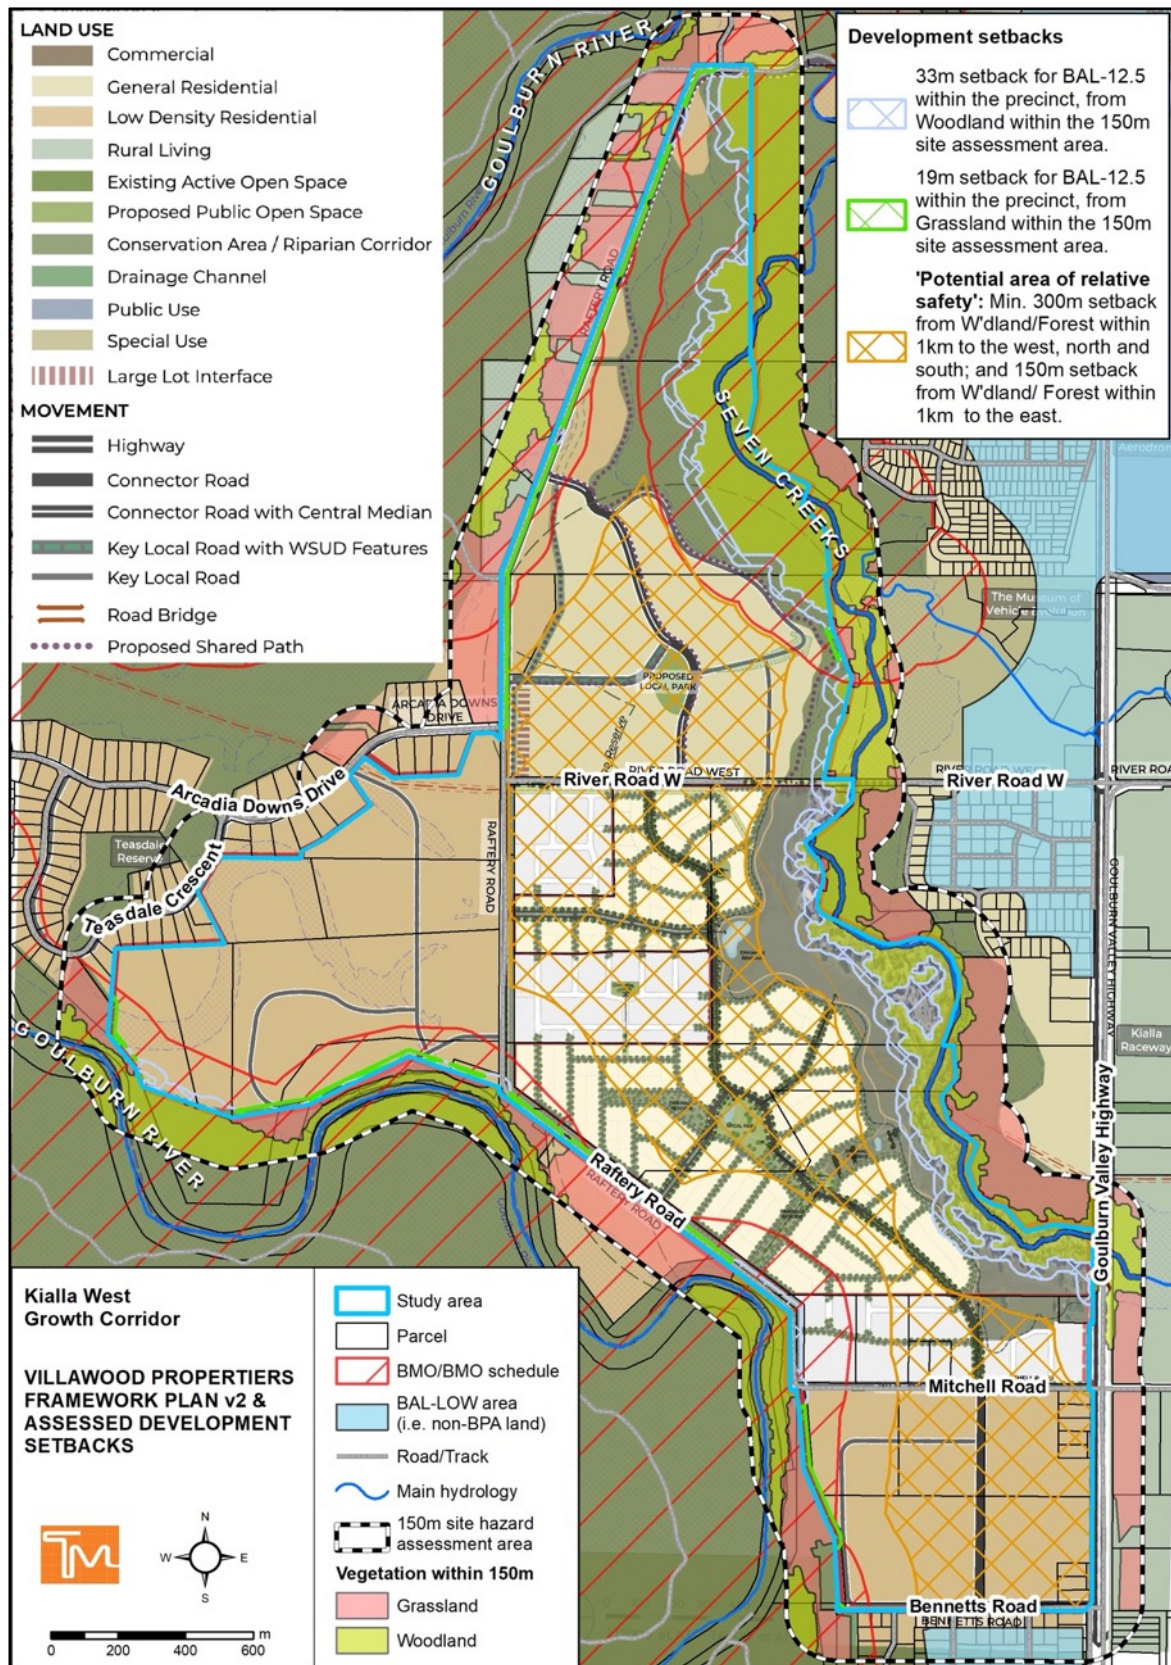 LAND USE
Commercial
General Residential
Low Density Residential
Rural Living
Existing Active Open Space
Proposed Public Open Space
Conservation Area / Riparian Corridor
Drainage Channel
Public Use
Special Use
Large Lot Interface
MOVEMENT
Highway
Connector Road
Connector Road with Central Median
Key Local Road with WSUD Features
Key Local Road
Road Bridge
Proposed Shared Path
Development setbacks
33m setback for BAL-12.5
within the precinct, from
Woodland within the 150m
site assessment area.
19m setback for BAL-12.5
within the precinct, from
Grassland within the 150m
site assessment area.
'Potential area of relative
safety': Min. 300m setback
from W'dland/Forest within
1km to the west, north and
south; and 150m setback
from W'dland/ Forest within
1km to the east.
GOULBURN RIVER
RAFTERY ROAD
SEVEN CREEKS
The Museum of
Vehicle Evolution
PROPOSED
LOCAL PARK
ARCADIA DOWNS
DRIVE
Arcadia Downs Drive
RIVER ROAD WEST
River Road W
RIVER ROAD WEST
River Road W
RIVER ROA
Teasdale
Reserve
Teasdale Crescent
RAFTERY ROAD
GOULBURN VALLEY HIGHWAY
Kialla
Raceway
GOULBURN RIVER
Raftery Road
RAFTERY ROAD
Goulburn Valley Highway
Mitchell Road
Bennetts Road
BENNETTS ROAD
Kialla West
Growth Corridor
VILLAWOOD PROPERTIERS
FRAMEWORK PLAN v2 &
ASSESSED DEVELOPMENT
SETBACKS
TM
N
W
E
S
0 200 400 600 m
Study area
Parcel
BMO/BMO schedule
BAL-LOW area
(i.e. non-BPA land)
Road/Track
Main hydrology
150m site hazard
assessment area
Vegetation within 150m
Grassland
Woodland